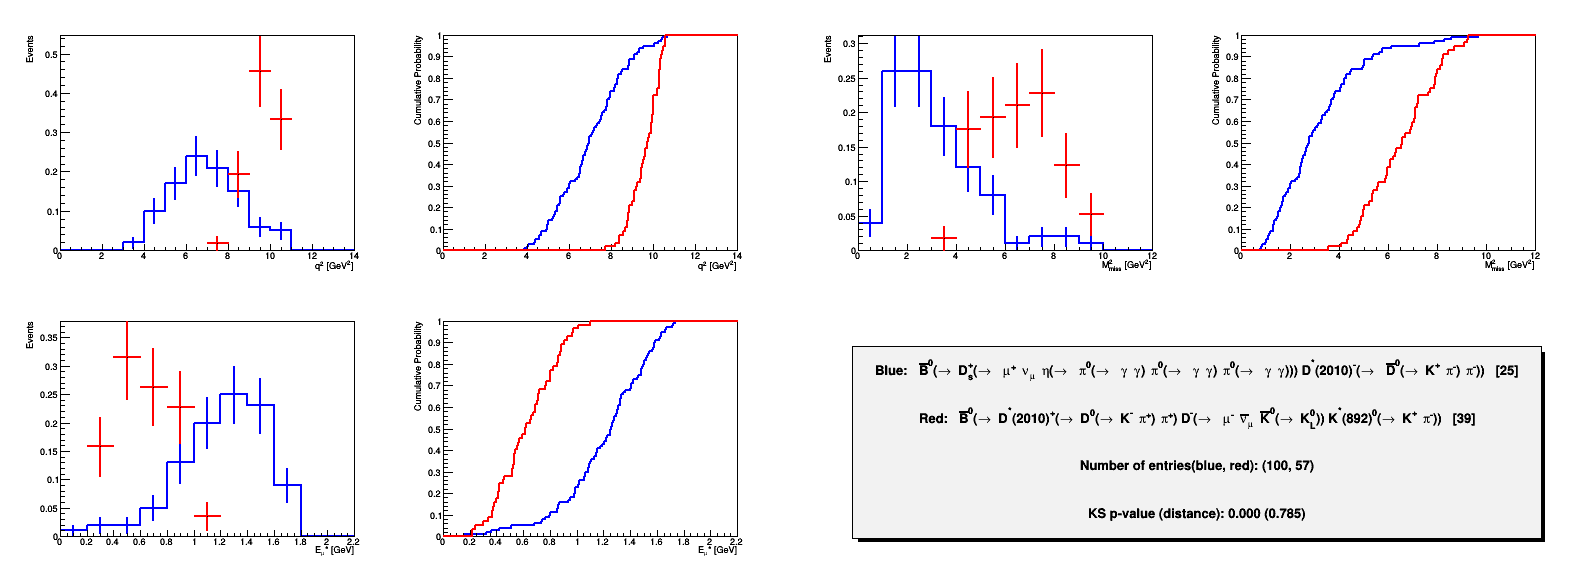 Events
0.5
0.4
0.3
0.2
0.1
0
0 2 4 6 8 10 12 14
q² [GeV²]
Cumulative Probability
1
0.9
0.8
0.7
0.6
0.5
0.4
0.3
0.2
0.1
0
0 2 4 6 8 10 12 14
q² [GeV²]
Events
0.3
0.25
0.2
0.15
0.1
0.05
0
0 2 4 6 8 10 12
M²miss [GeV²]
Cumulative Probability
1
0.9
0.8
0.7
0.6
0.5
0.4
0.3
0.2
0.1
0
0 2 4 6 8 10 12
M²miss [GeV²]
Events
0.35
0.3
0.25
0.2
0.15
0.1
0.05
0
0 0.2 0.4 0.6 0.8 1 1.2 1.4 1.6 1.8 2 2.2
Eμ* [GeV]
Cumulative Probability
1
0.9
0.8
0.7
0.6
0.5
0.4
0.3
0.2
0.1
0
0 0.2 0.4 0.6 0.8 1 1.2 1.4 1.6 1.8 2 2.2
Eμ* [GeV]
Blue: B̅⁰(→ Dₛ⁺(→ μ⁺ νμ η(→ π⁰(→ γ γ) π⁰(→ γ γ) π⁰(→ γ γ))) D*(2010)⁻(→ D̅⁰(→ K⁺ π⁻) π⁻)) [25]
Red: B̅⁰(→ D*(2010)⁺(→ D⁰(→ K⁻ π⁺) π⁺) D⁻(→ μ⁻ ν̅μ K̅⁰(→ K⁰L)) K*(892)⁰(→ K⁺ π⁻)) [39]
Number of entries(blue, red): (100, 57)
KS p-value (distance): 0.000 (0.785)